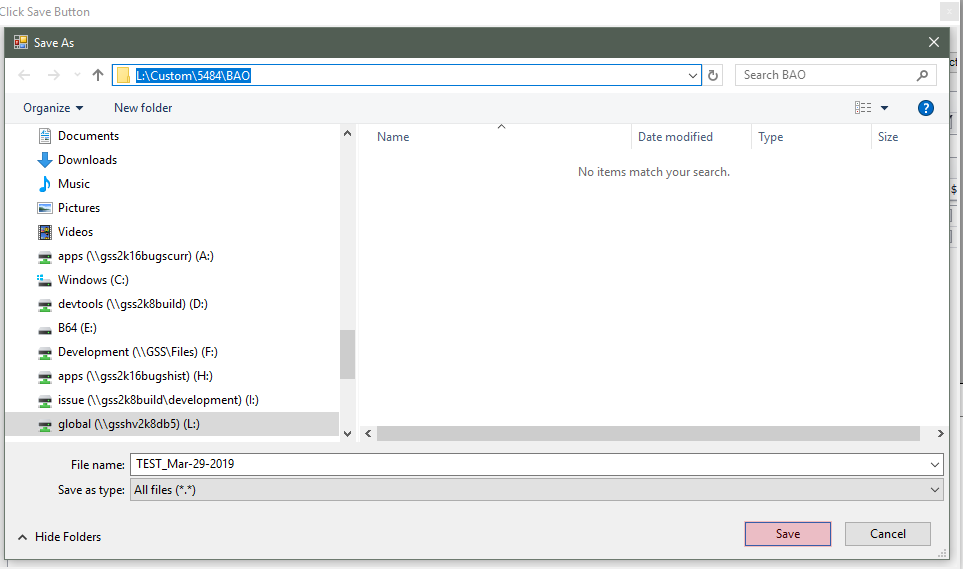 Click Save Button
Save As
L:\Custom\5484\BAO
Search BAO
Organize
New folder
?
Documents
Downloads
Music
Pictures
Videos
apps (\\gss2k16bugscurr) (A:)
Windows (C:)
devtools (\\gss2k8build) (D:)
B64 (E:)
Development (\\GSS\Files) (F:)
apps (\\gss2k16bugshist) (H:)
issue (\\gss2k8build\development) (I:)
global (\\gsshv2k8db5) (L:)
Name
Date modified
Type
Size
No items match your search.
File name:
TEST_Mar-29-2019
Save as type:
All files (*.*)
Hide Folders
Save
Cancel
$